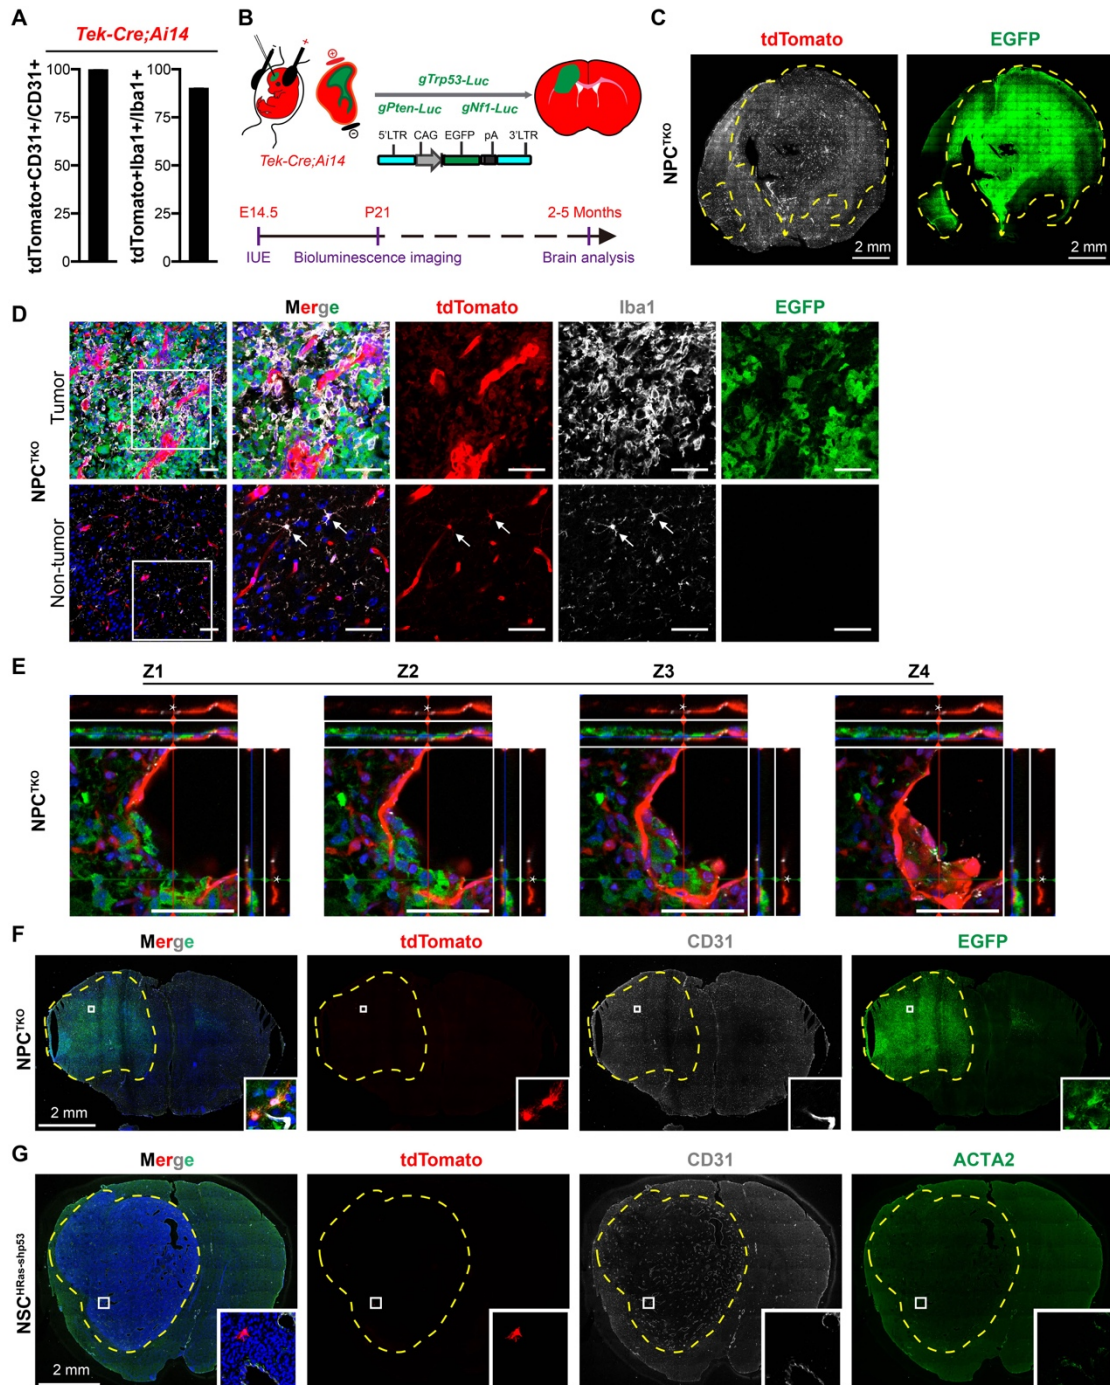 A
Tek-Cre;Ai14
tdTomato+CD31+/CD31+
100
75
50
25
0
tdTomato+Iba1+/Iba1+
100
75
50
25
0
B
gTrp53-Luc
gPten-Luc
gNf1-Luc
5'LTR CAG EGFP pA 3'LTR
Tek-Cre;Ai14
E14.5 P21 2-5 Months
IUE Bioluminescence imaging Brain analysis
C
tdTomato EGFP
NPCTKO
2 mm 2 mm
D
Merge tdTomato Iba1 EGFP
NPCTKO
Tumor
Non-tumor
E
Z1 Z2 Z3 Z4
NPCTKO
F
Merge tdTomato CD31 EGFP
NPCTKO
2 mm
G
Merge tdTomato CD31 ACTA2
NSCHRas-shp53
2 mm